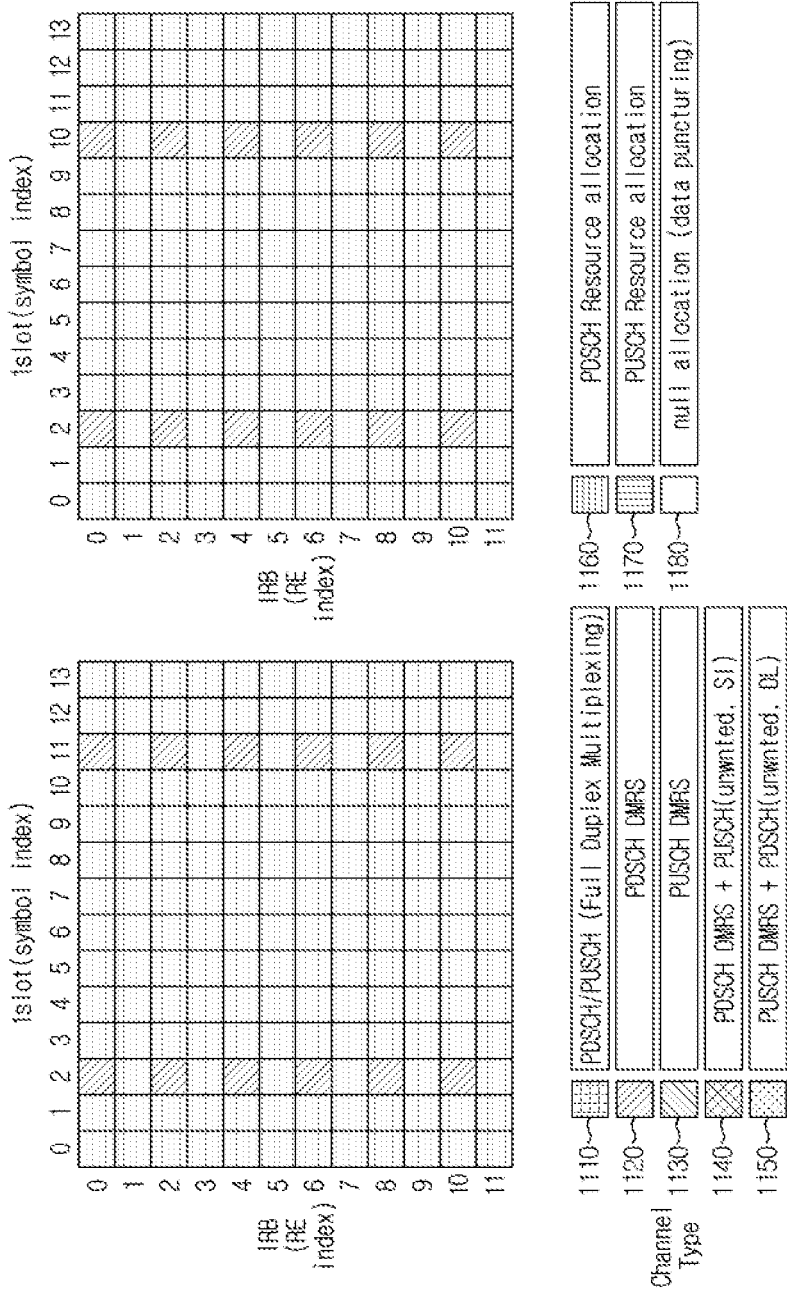 1slot(symbol index)
0 1 2 3 4 5 6 7 8 9 10 11 12 13
1RB
(RE
index)
0
1
2
3
4
5
6
7
8
9
10
11
1slot(symbol index)
0 1 2 3 4 5 6 7 8 9 10 11 12 13
1RB
(RE
index)
0
1
2
3
4
5
6
7
8
9
10
11
Channel
Type
1110~ PDSCH/PUSCH (Full Duplex Multiplexing)
1120~ PDSCH DMRS
1130~ PUSCH DMRS
1140~ PDSCH DMRS + PUSCH(unwnted, SI)
1150~ PUSCH DMRS + PDSCH(unwnted, DL)
1160~ PDSCH Resource allocation
1170~ PUSCH Resource allocation
1180~ null allocation (data puncturing)